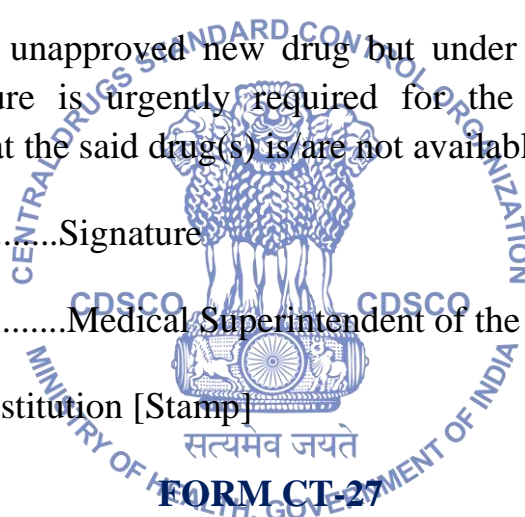 unapproved new drug but under
ure is urgently required for the
at the said drug(s) is/are not availabl
........Signature
.........Medical Superintendent of the
stitution [Stamp]
FORM CT-27
CENTRAL DRUGS STANDARD CONTROL ORGANIZATION
CDSCO CDSCO
सत्यमेव जयते
MINISTRY OF HEALTH, GOVERNMENT OF INDIA